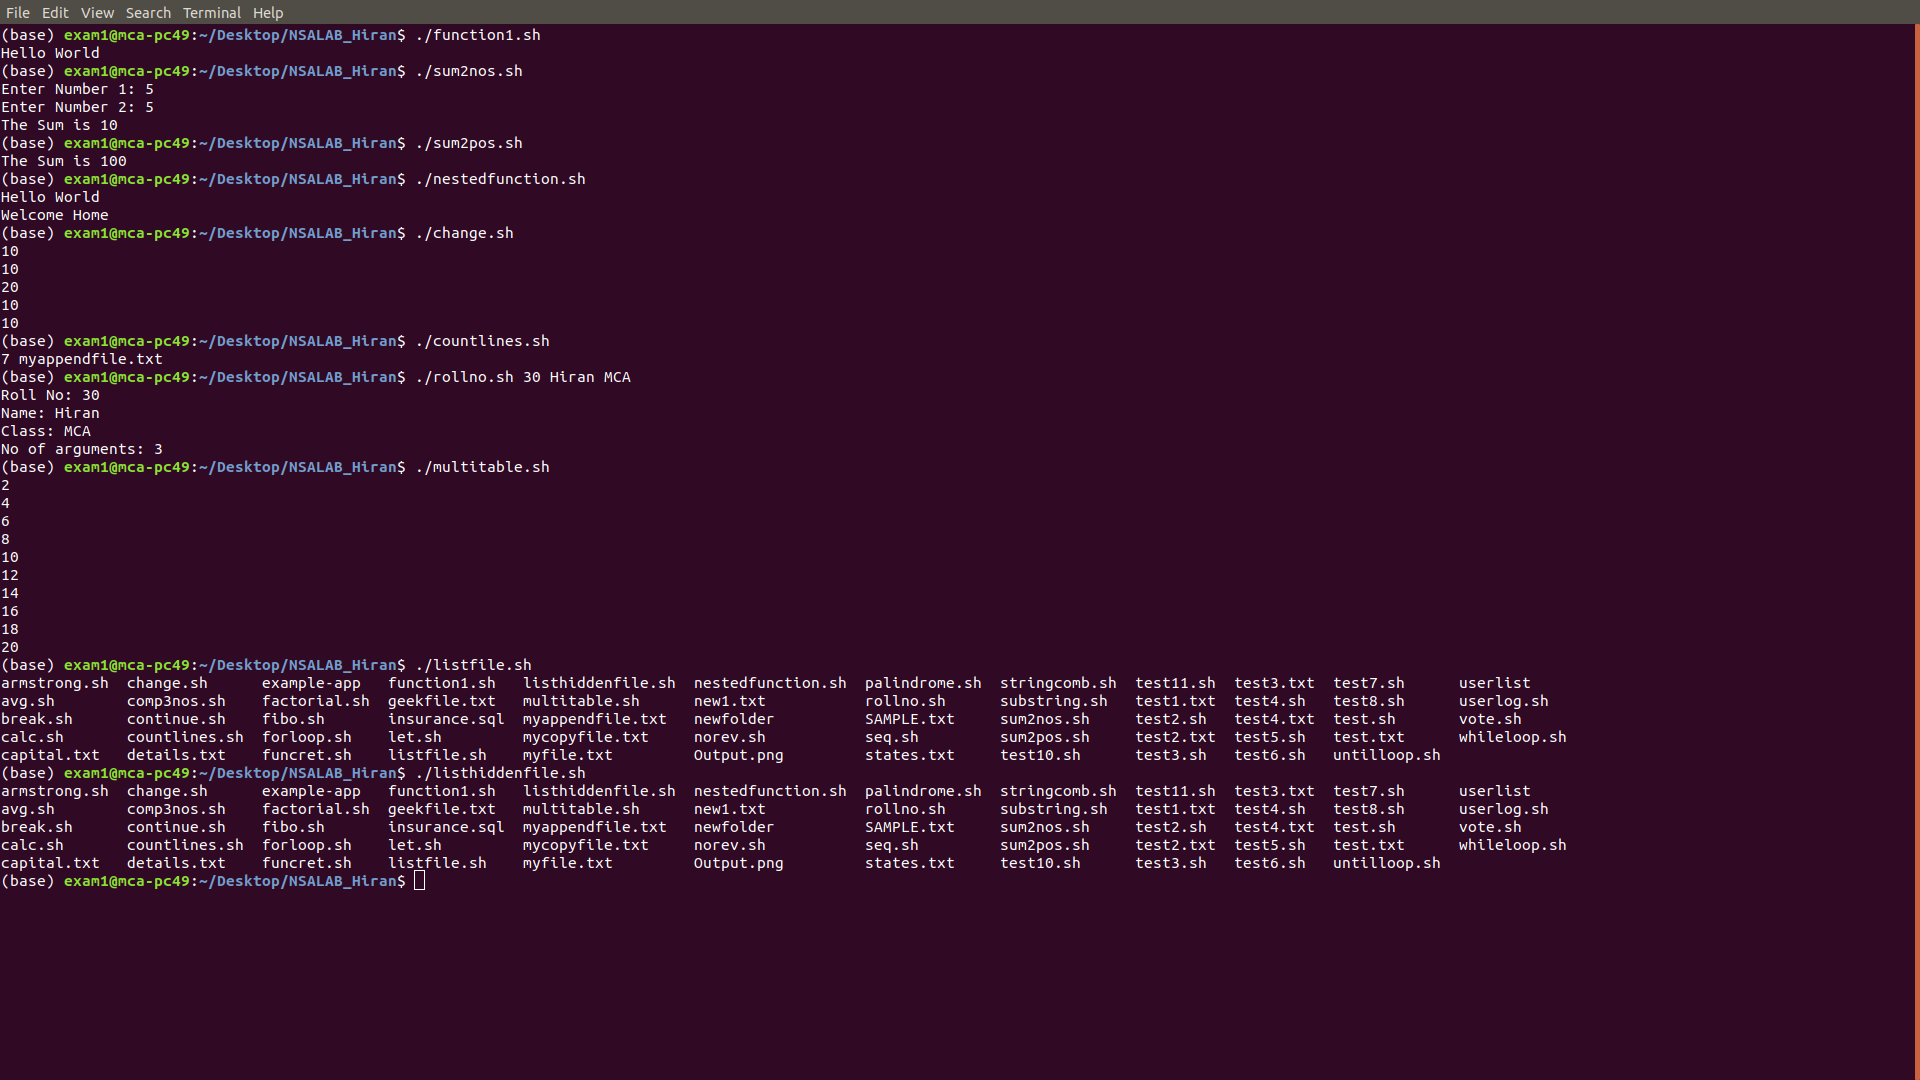 File Edit View Search Terminal Help
(base) exam1@mca-pc49:~/Desktop/NSALAB_Hiran$ ./function1.sh
Hello World
(base) exam1@mca-pc49:~/Desktop/NSALAB_Hiran$ ./sum2nos.sh
Enter Number 1: 5
Enter Number 2: 5
The Sum is 10
(base) exam1@mca-pc49:~/Desktop/NSALAB_Hiran$ ./sum2pos.sh
The Sum is 100
(base) exam1@mca-pc49:~/Desktop/NSALAB_Hiran$ ./nestedfunction.sh
Hello World
Welcome Home
(base) exam1@mca-pc49:~/Desktop/NSALAB_Hiran$ ./change.sh
10
10
20
10
10
(base) exam1@mca-pc49:~/Desktop/NSALAB_Hiran$ ./countlines.sh
7 myappendfile.txt
(base) exam1@mca-pc49:~/Desktop/NSALAB_Hiran$ ./rollno.sh 30 Hiran MCA
Roll No: 30
Name: Hiran
Class: MCA
No of arguments: 3
(base) exam1@mca-pc49:~/Desktop/NSALAB_Hiran$ ./multitable.sh
2
4
6
8
10
12
14
16
18
20
(base) exam1@mca-pc49:~/Desktop/NSALAB_Hiran$ ./listfile.sh
armstrong.sh change.sh example-app function1.sh listhiddenfile.sh nestedfunction.sh palindrome.sh stringcomb.sh test11.sh test3.txt test7.sh userlist
avg.sh comp3nos.sh factorial.sh geekfile.txt multitable.sh new1.txt rollno.sh substring.sh test1.txt test4.sh test8.sh userlog.sh
break.sh continue.sh fibo.sh insurance.sql myappendfile.txt newfolder SAMPLE.txt sum2nos.sh test2.sh test4.txt test.sh vote.sh
calc.sh countlines.sh forloop.sh let.sh mycopyfile.txt norev.sh seq.sh sum2pos.sh test2.txt test5.sh test.txt whileloop.sh
capital.txt details.txt funcret.sh listfile.sh myfile.txt Output.png states.txt test10.sh test3.sh test6.sh untilloop.sh
(base) exam1@mca-pc49:~/Desktop/NSALAB_Hiran$ ./listhiddenfile.sh
armstrong.sh change.sh example-app function1.sh listhiddenfile.sh nestedfunction.sh palindrome.sh stringcomb.sh test11.sh test3.txt test7.sh userlist
avg.sh comp3nos.sh factorial.sh geekfile.txt multitable.sh new1.txt rollno.sh substring.sh test1.txt test4.sh test8.sh userlog.sh
break.sh continue.sh fibo.sh insurance.sql myappendfile.txt newfolder SAMPLE.txt sum2nos.sh test2.sh test4.txt test.sh vote.sh
calc.sh countlines.sh forloop.sh let.sh mycopyfile.txt norev.sh seq.sh sum2pos.sh test2.txt test5.sh test.txt whileloop.sh
capital.txt details.txt funcret.sh listfile.sh myfile.txt Output.png states.txt test10.sh test3.sh test6.sh untilloop.sh
(base) exam1@mca-pc49:~/Desktop/NSALAB_Hiran$